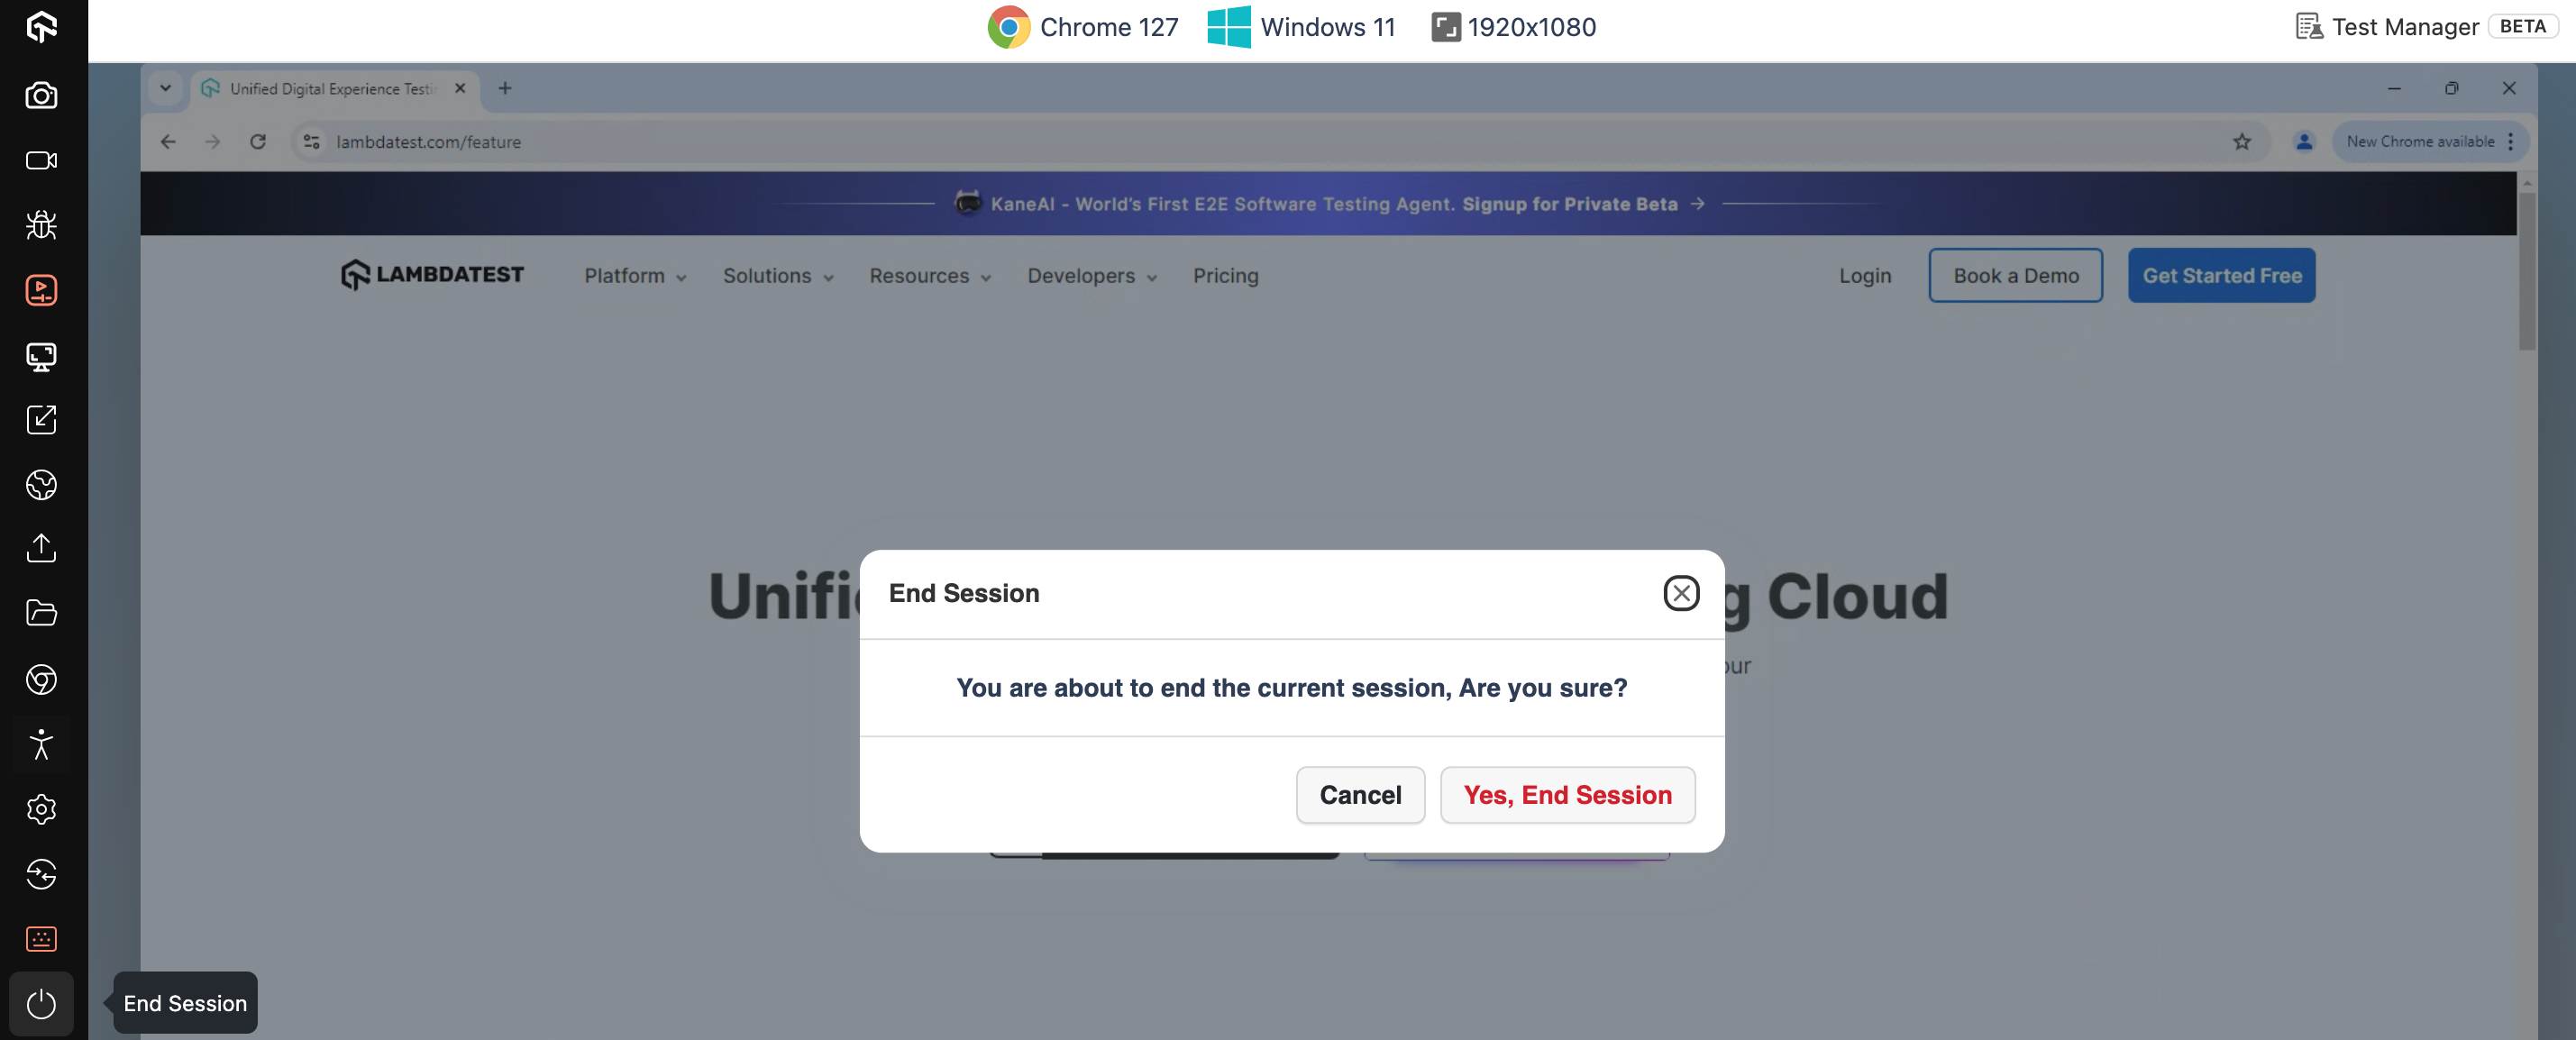 Chrome 127 Windows 11 1920x1080 Test Manager BETA
Unified Digital Experience Testi
lambdatest.com/feature New Chrome available
KaneAI - World's First E2E Software Testing Agent. Signup for Private Beta →
LAMBDATEST Platform Solutions Resources Developers Pricing Login Book a Demo Get Started Free
Unifi g Cloud
our
End Session
You are about to end the current session, Are you sure?
Cancel Yes, End Session
End Session